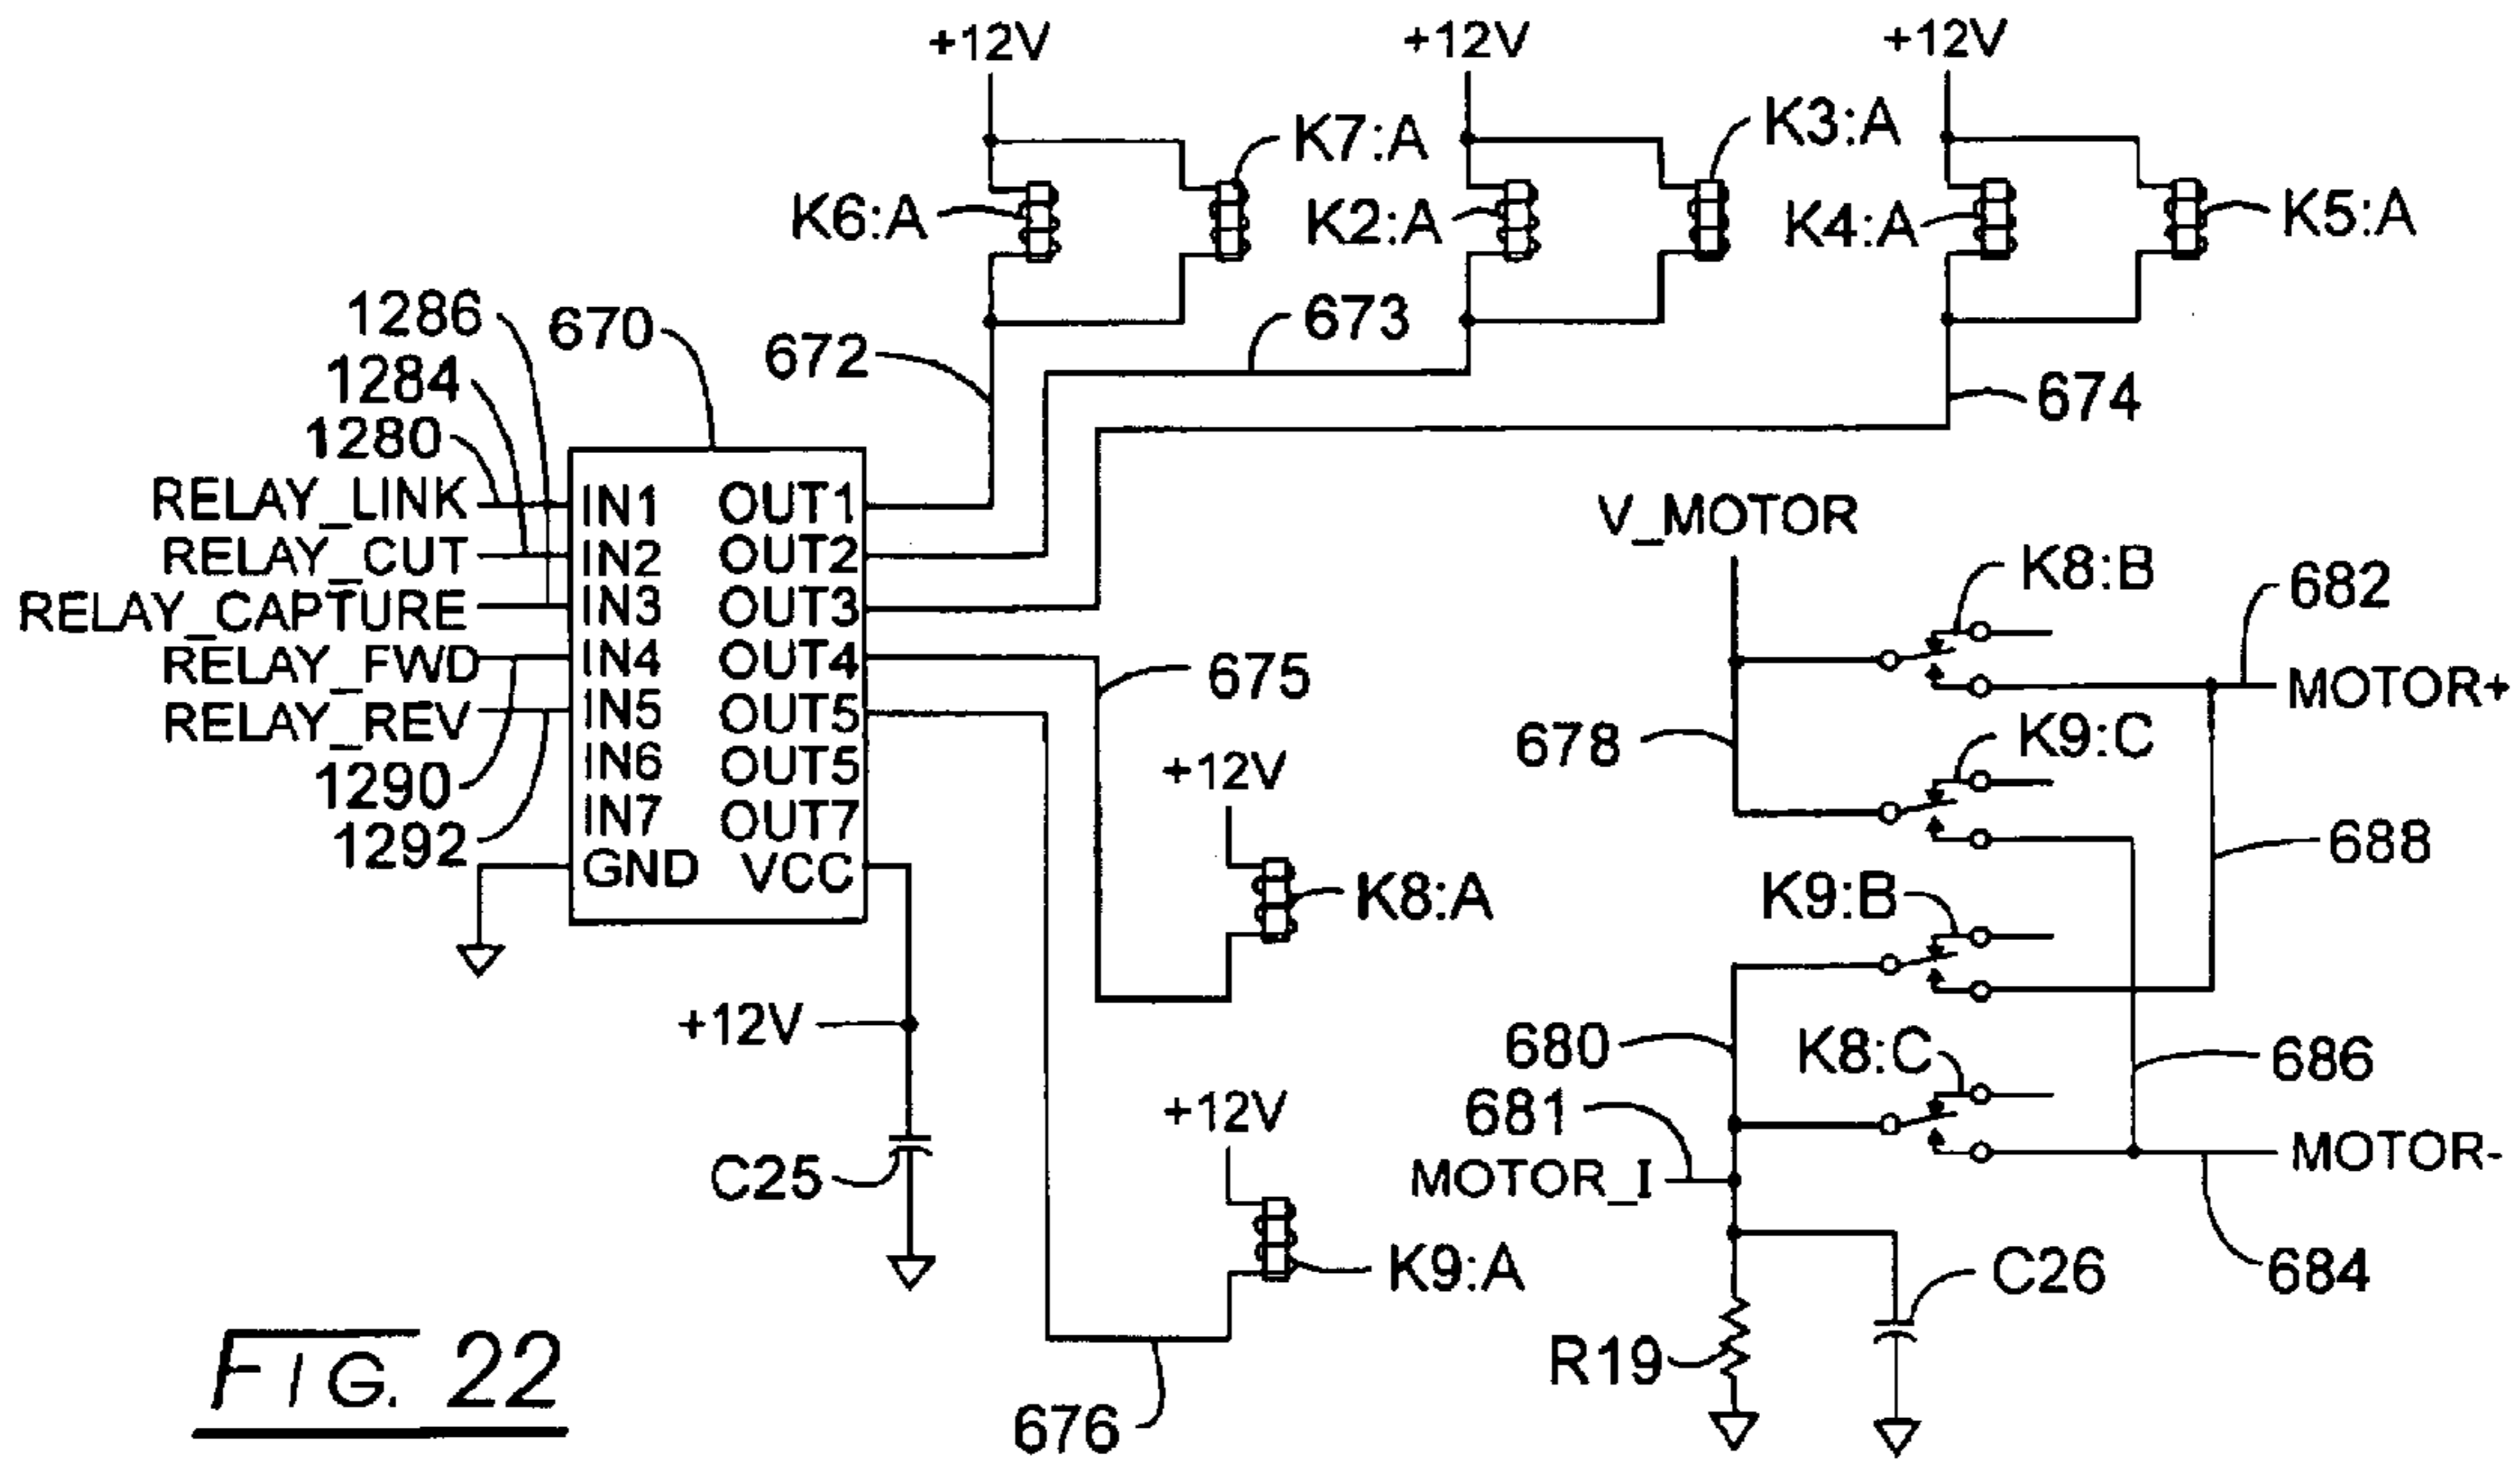 +12V +12V +12V
K7:A K3:A
K6:A K2:A K4:A K5:A
1286 670 672 673
1284
1280 674
RELAY_LINK IN1 OUT1 V_MOTOR
RELAY_CUT IN2 OUT2 K8:B 682
RELAY_CAPTURE IN3 OUT3
RELAY_FWD IN4 OUT4 675 MOTOR+
RELAY_REV IN5 OUT5 678 K9:C
1290 IN6 OUT5 +12V
1292 IN7 OUT7 688
GND VCC K8:A K9:B
+12V 680 K8:C 686
681
+12V
C25 MOTOR_I MOTOR-
K9:A C26 684
R19
FIG. 22
676